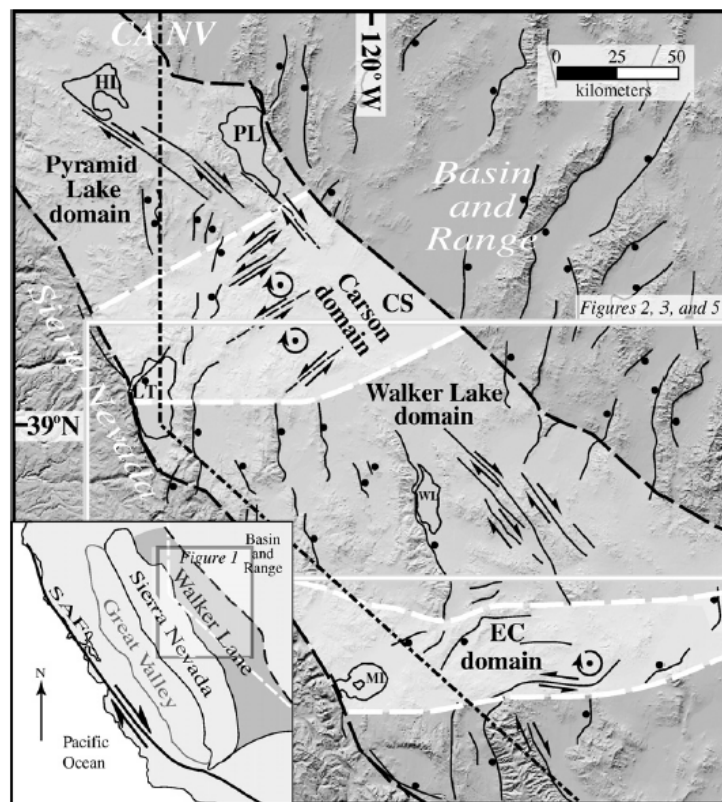 CA NV
120° W
0 25 50
kilometers
HL
PL
Pyramid
Lake
domain
Basin
and
Range
Carson
domain
CS
Figures 2, 3, and 5
Sierra Nevada
LT
39°N
Walker Lake
domain
WL
Basin
and
Range
Figure 1
Walker Lane
Sierra Nevada
Great Valley
SAF
N
Pacific
Ocean
EC
domain
ML